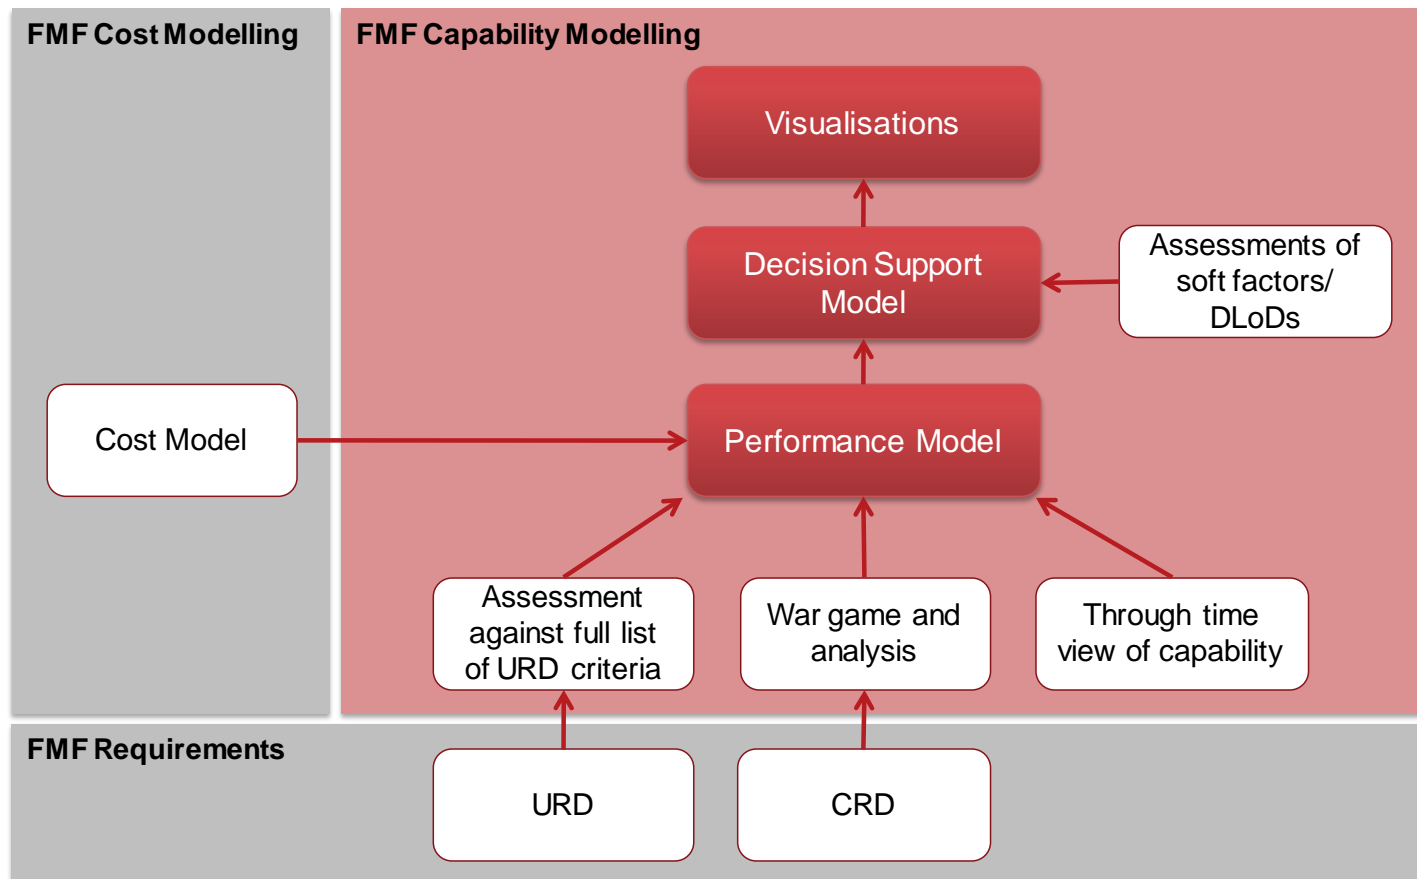 FMF Cost Modelling
FMF Capability Modelling
Visualisations
Decision Support
Model
Assessments of
soft factors/
DLoDs
Cost Model
Performance Model
Assessment
against full list
of URD criteria
War game and
analysis
Through time
view of capability
FMF Requirements
URD
CRD